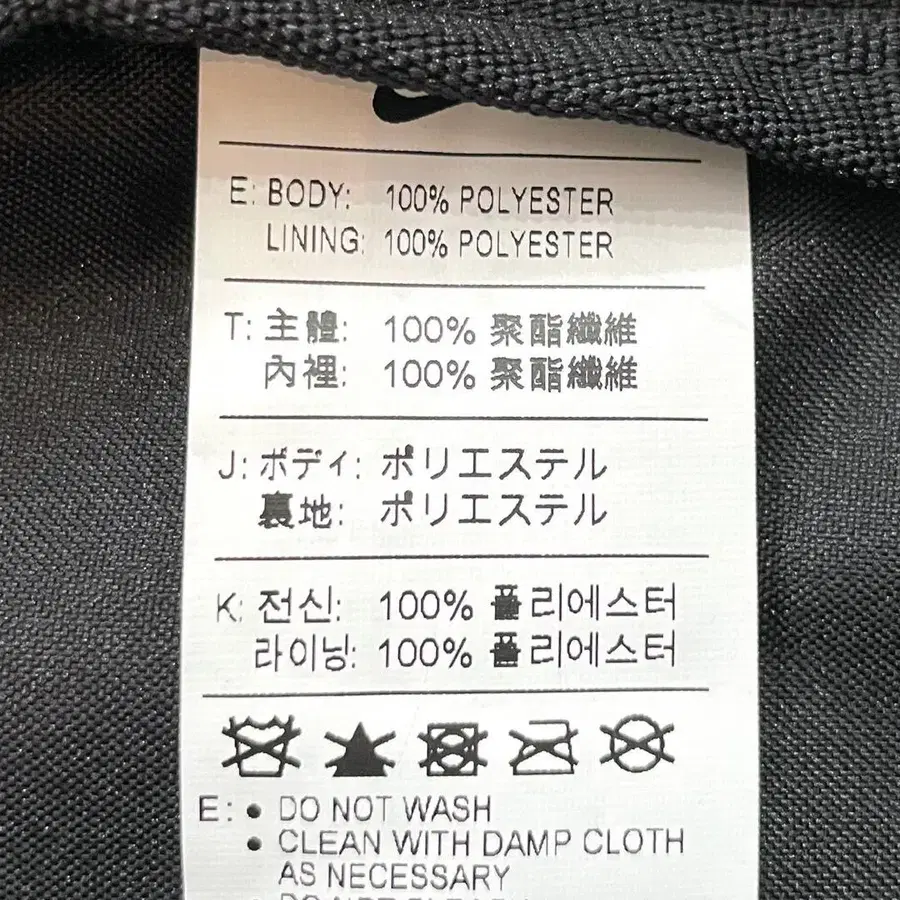 E: BODY: 100% POLYESTER
LINING: 100% POLYESTER
T: 主體: 100% 聚酯纖維
內裡: 100% 聚酯纖維
J: ボディ: ポリエステル
裏地: ポリエステル
K: 전신: 100% 폴리에스터
라이닝: 100% 폴리에스터
E: • DO NOT WASH
• CLEAN WITH DAMP CLOTH
AS NECESSARY